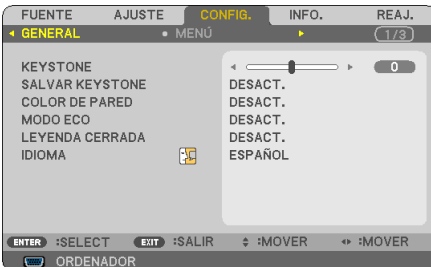 FUENTE AJUSTE CONFIG. INFO. REAJ.
GENERAL MENÚ 1/3
KEYSTONE 0
SALVAR KEYSTONE DESACT.
COLOR DE PARED DESACT.
MODO ECO DESACT.
LEYENDA CERRADA DESACT.
IDIOMA ESPAÑOL
ENTER :SELECT EXIT :SALIR :MOVER :MOVER
ORDENADOR